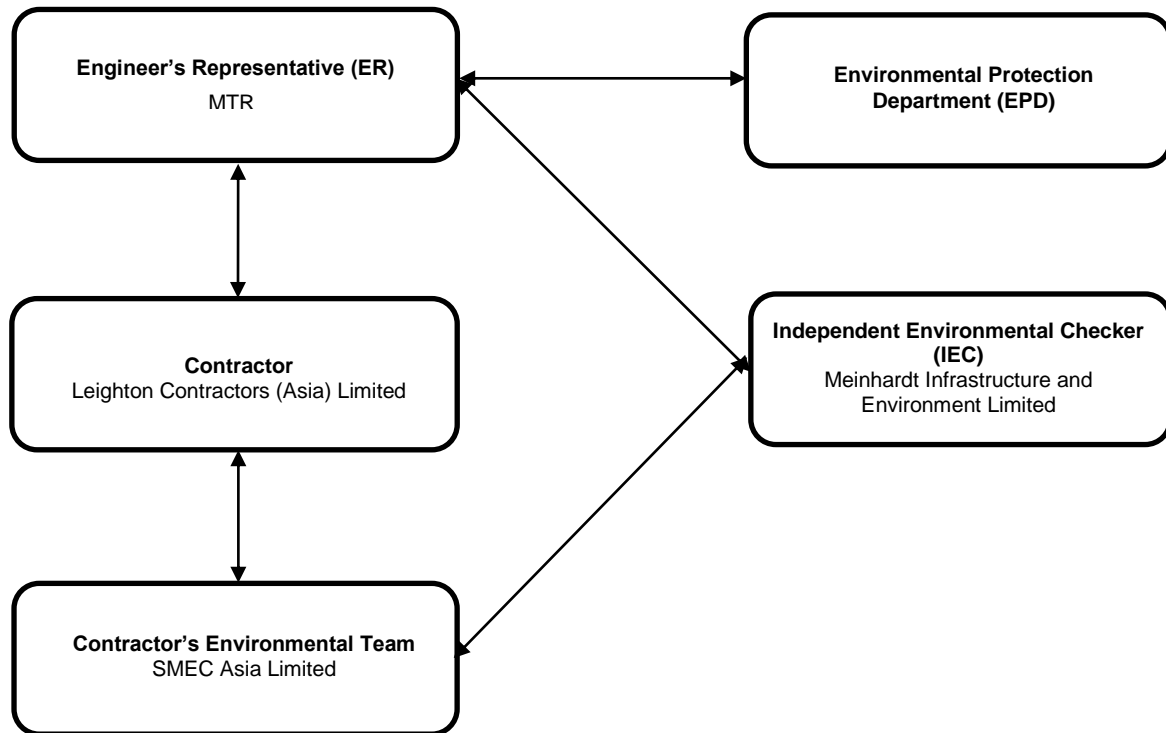 Engineer’s Representative (ER)
MTR
Environmental Protection
Department (EPD)
Contractor
Leighton Contractors (Asia) Limited
Independent Environmental Checker
(IEC)
Meinhardt Infrastructure and
Environment Limited
Contractor’s Environmental Team
SMEC Asia Limited